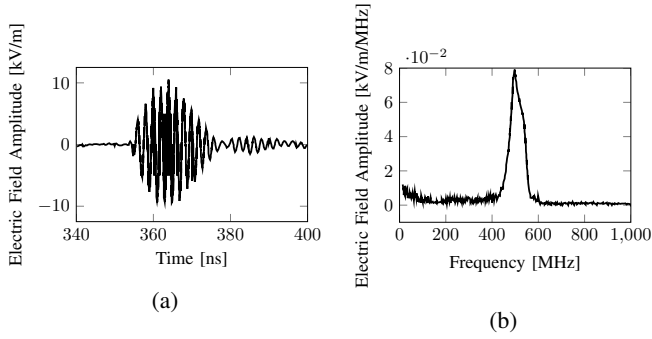 Electric Field Amplitude [kV/m]
10
0
−10
340 360 380 400
Time [ns]
(a)
Electric Field Amplitude [kV/m/MHz]
·10−2
8
6
4
2
0
0 200 400 600 800 1,000
Frequency [MHz]
(b)